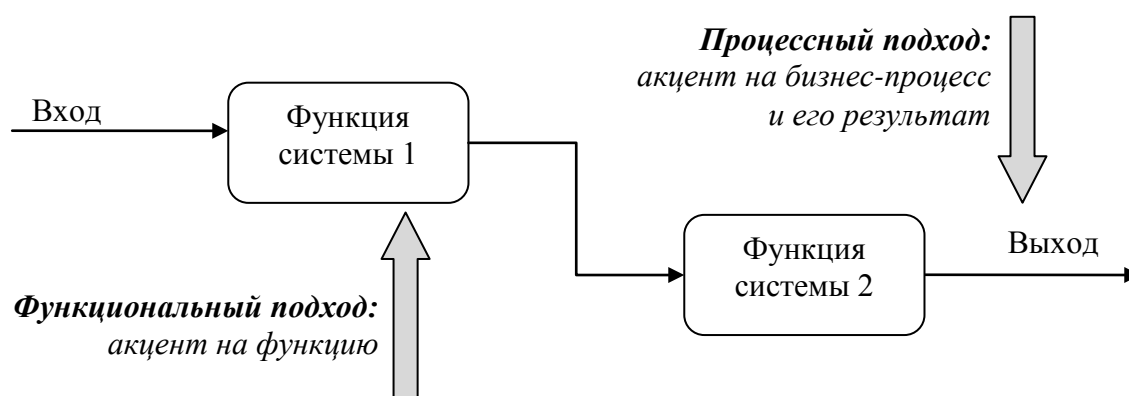 Процессный подход:
акцент на бизнес-процесс
и его результат
Вход
Функция
системы 1
Функция
системы 2
Выход
Функциональный подход:
акцент на функцию